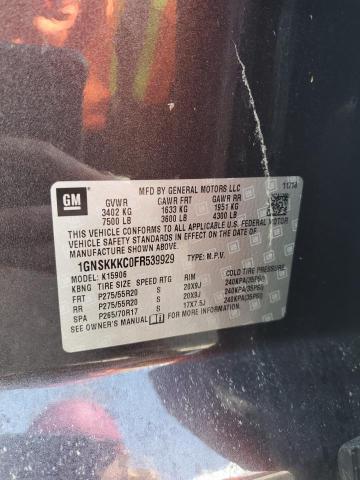 GM
MFD BY GENERAL MOTORS LLC 11/14
GVWR GAWR FRT GAWR RR
3402 KG 1633 KG 1951 KG
7500 LB 3600 LB 4300 LB
THIS VEHICLE CONFORMS TO ALL APPLICABLE U.S. FEDERAL MOTOR
VEHICLE SAFETY STANDARDS IN EFFECT ON THE DATE OF
MANUFACTURE SHOWN ABOVE.
1GNSKKKC0FR539929 TYPE: M.P.V.
MODEL: K15906
KBNG TIRE SIZE SPEED RTG RIM COLD TIRE PRESSURE
FRT P275/55R20 S 20X9J 240KPA(35PSI)
RR P275/55R20 S 20X9J 240KPA(35PSI)
SPA P265/70R17 S 17X7.5J 240KPA(35PSI)
SEE OWNER'S MANUAL FOR ADDITIONAL INFORMATION.